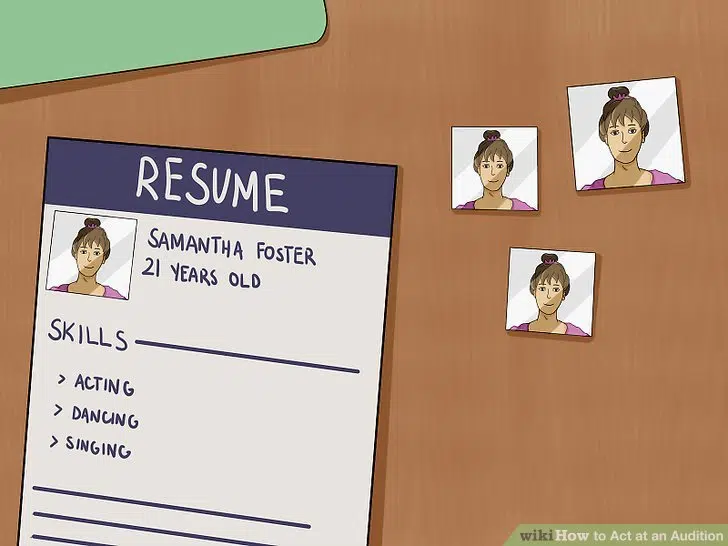 RESUME
SAMANTHA FOSTER
21 YEARS OLD
SKILLS
> ACTING
> DANCING
> SINGING
wikiHow to Act at an Audition